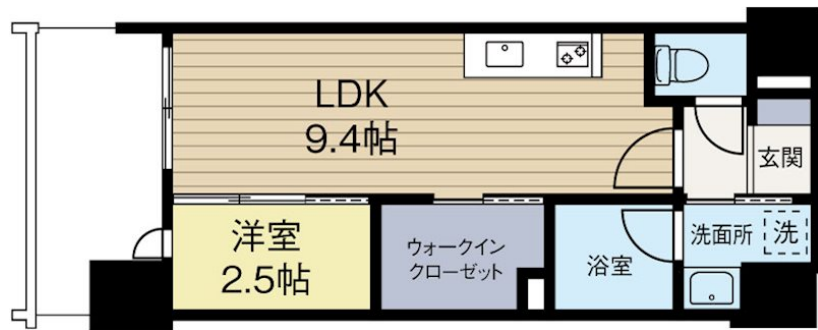 LDK
9.4帖
玄関
洋室
2.5帖
ウォークイン
クローゼット
浴室
洗面所
洗